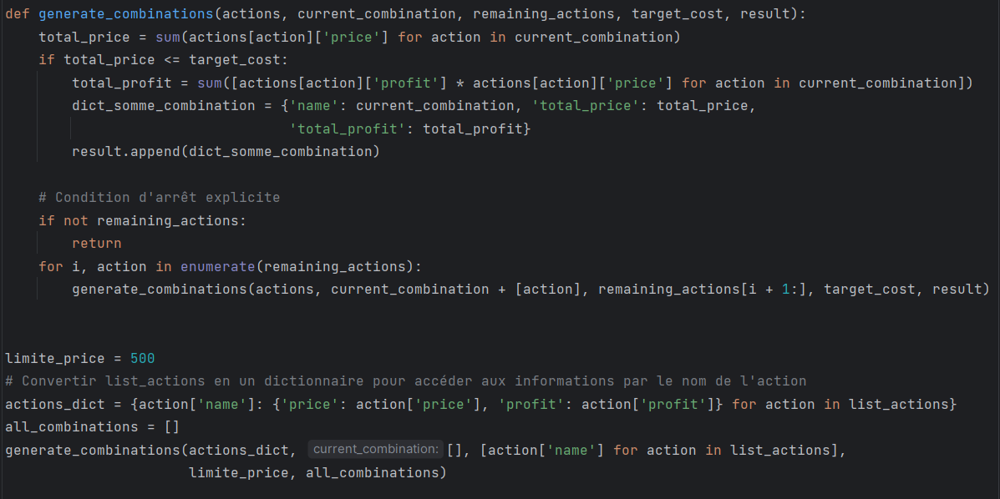 def generate_combinations(actions, current_combination, remaining_actions, target_cost, result):
    total_price = sum(actions[action]['price'] for action in current_combination)
    if total_price <= target_cost:
        total_profit = sum([actions[action]['profit'] * actions[action]['price'] for action in current_combination])
        dict_somme_combination = {'name': current_combination, 'total_price': total_price,
                                  'total_profit': total_profit}
        result.append(dict_somme_combination)

    # Condition d'arrêt explicite
    if not remaining_actions:
        return
    for i, action in enumerate(remaining_actions):
        generate_combinations(actions, current_combination + [action], remaining_actions[i + 1:], target_cost, result)


limite_price = 500
# Convertir list_actions en un dictionnaire pour accéder aux informations par le nom de l'action
actions_dict = {action['name']: {'price': action['price'], 'profit': action['profit']} for action in list_actions}
all_combinations = []
generate_combinations(actions_dict, current_combination: [], [action['name'] for action in list_actions],
                      limite_price, all_combinations)